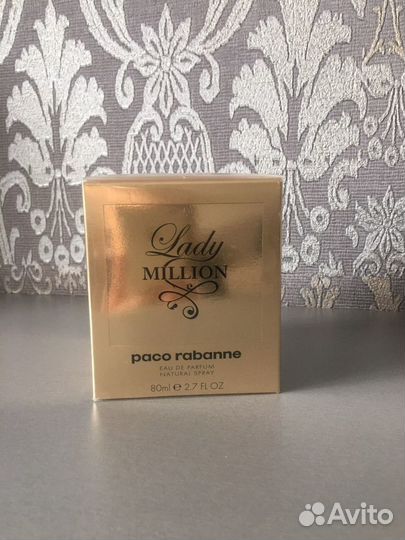 Lady
MILLION
paco rabanne
EAU DE PARFUM
NATURAL SPRAY
80ml e 2.7 FL OZ
Avito